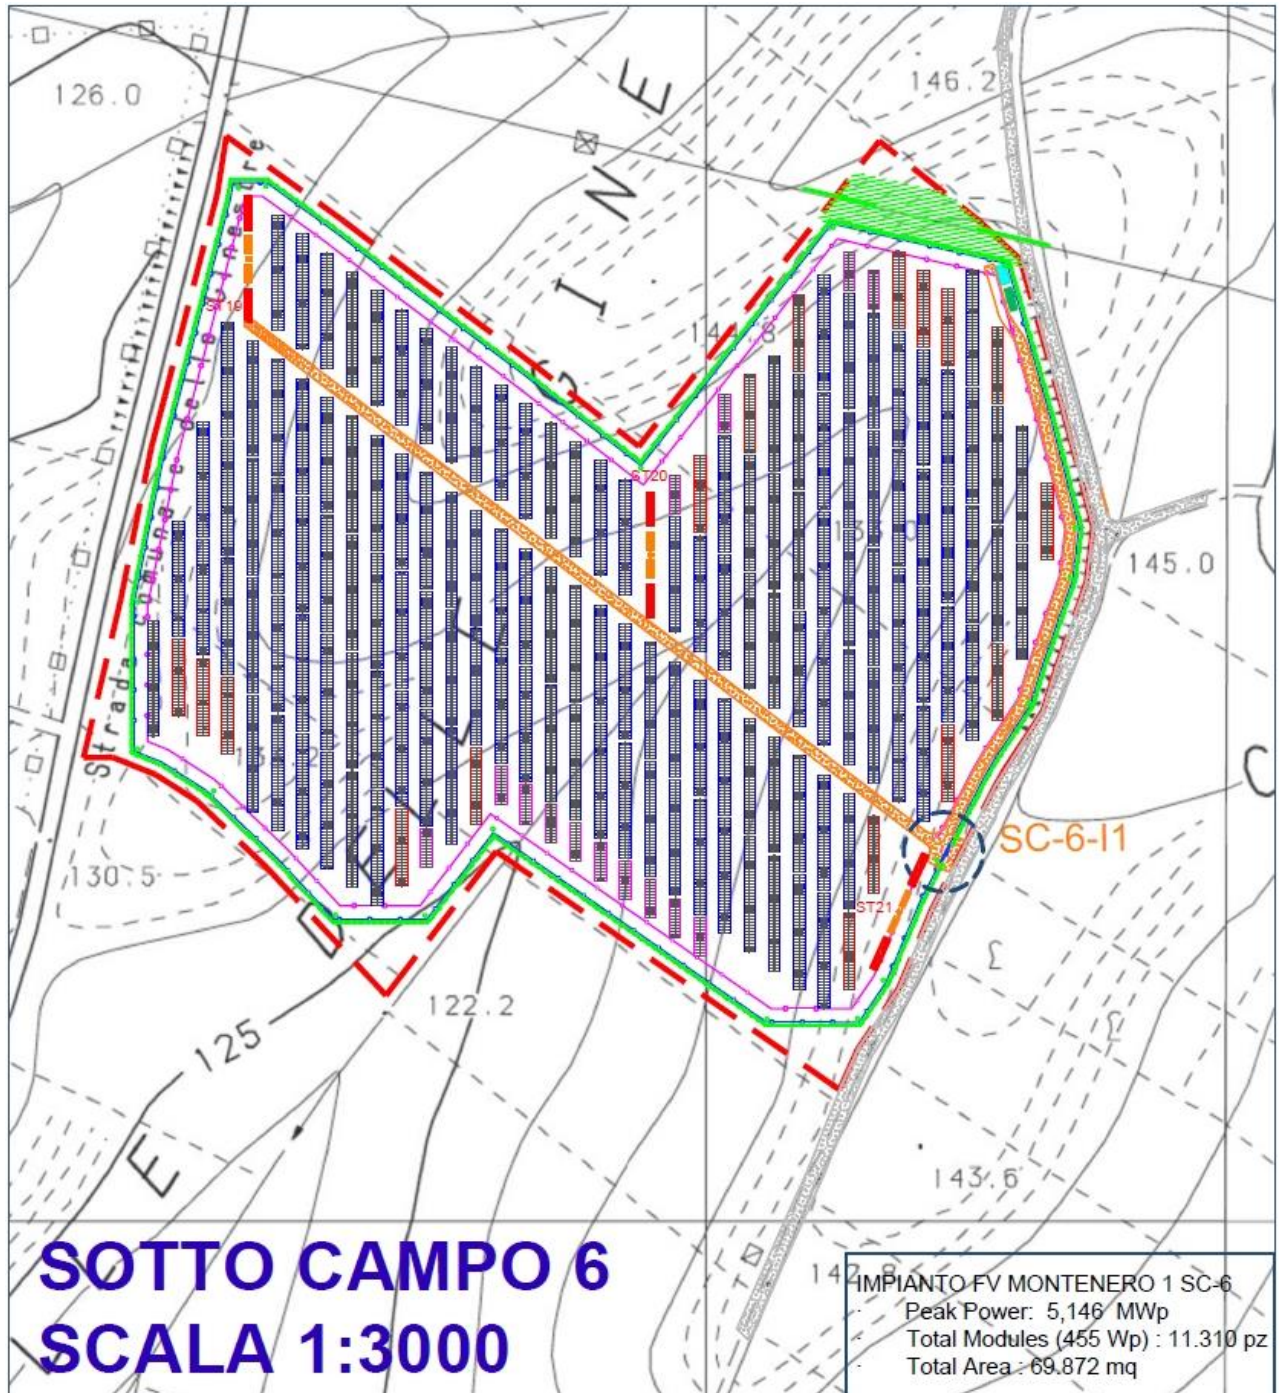 146.2
126.0
ST19
ST20
145.0
Strada comunale delle Ginestre
SC-6-I1
130.5
ST21
122.2
125
143.6
SOTTO CAMPO 6
SCALA 1:3000
IMPIANTO FV MONTENERO 1 SC-6
Peak Power: 5,146 MWp
Total Modules (455 Wp) : 11.310 pz
Total Area : 69.872 mq